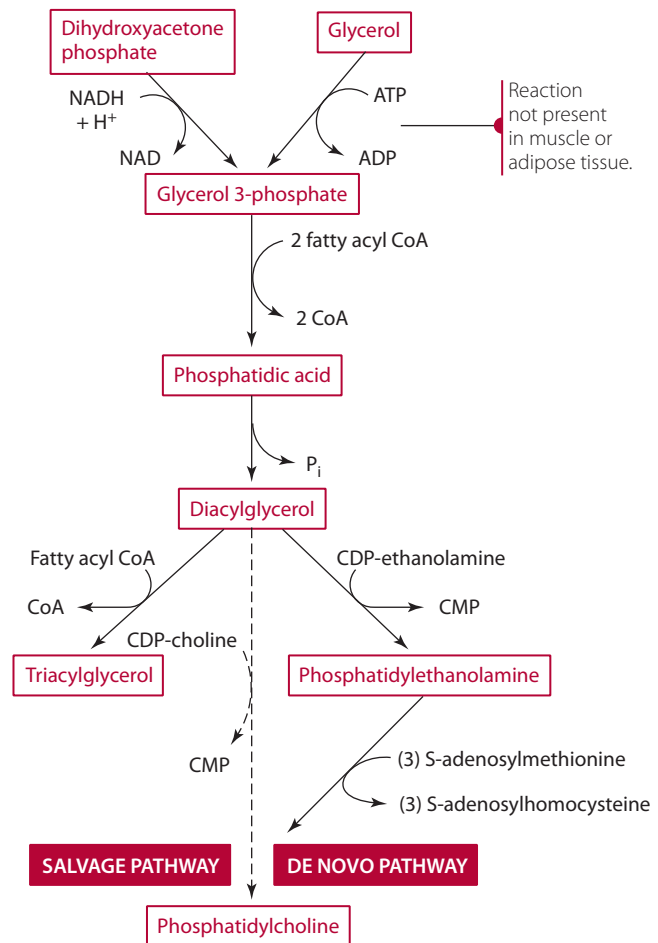 Dihydroxyacetone
phosphate
Glycerol
NADH
+ H⁺
NAD
ATP
ADP
Reaction
not present
in muscle or
adipose tissue.
Glycerol 3-phosphate
2 fatty acyl CoA
2 CoA
Phosphatidic acid
Pᵢ
Diacylglycerol
Fatty acyl CoA
CoA
CDP-ethanolamine
CMP
CDP-choline
CMP
Triacylglycerol
Phosphatidylethanolamine
(3) S-adenosylmethionine
(3) S-adenosylhomocysteine
SALVAGE PATHWAY
DE NOVO PATHWAY
Phosphatidylcholine